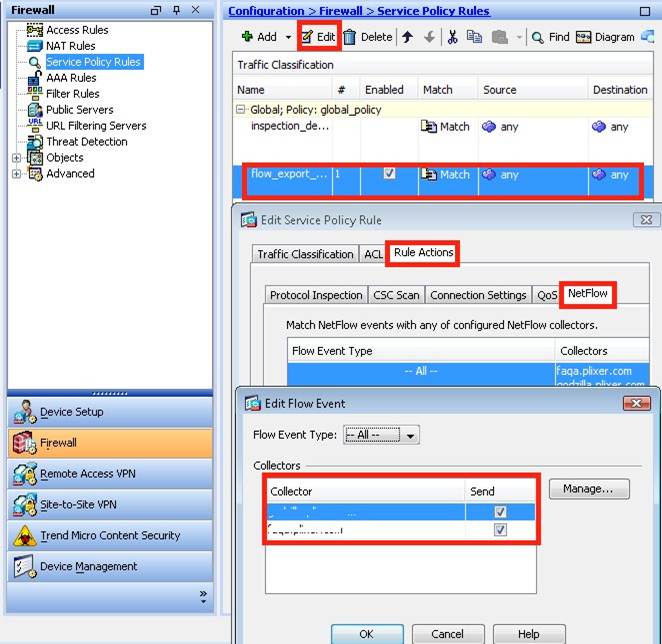 Firewall
Access Rules
NAT Rules
Service Policy Rules
AAA Rules
Filter Rules
Public Servers
URL URL Filtering Servers
Threat Detection
Objects
Advanced
Device Setup
Firewall
Remote Access VPN
Site-to-Site VPN
Trend Micro Content Security
Device Management
»
Configuration > Firewall > Service Policy Rules
Add Edit Delete Find Diagram
Traffic Classification
Name # Enabled Match Source Destination
Global; Policy: global_policy
inspection_de... Match any any
flow_export_... 1 Match any any
Edit Service Policy Rule
Traffic Classification ACL Rule Actions
Protocol Inspection CSC Scan Connection Settings QoS NetFlow
Match NetFlow events with any of configured NetFlow collectors.
Flow Event Type Collectors
-- All -- faqa.plixer.com
godzilla.plixer.com
Edit Flow Event
Flow Event Type: -- All --
Collectors
Collector Send
Manage...
faqa.plixer.com
OK Cancel Help